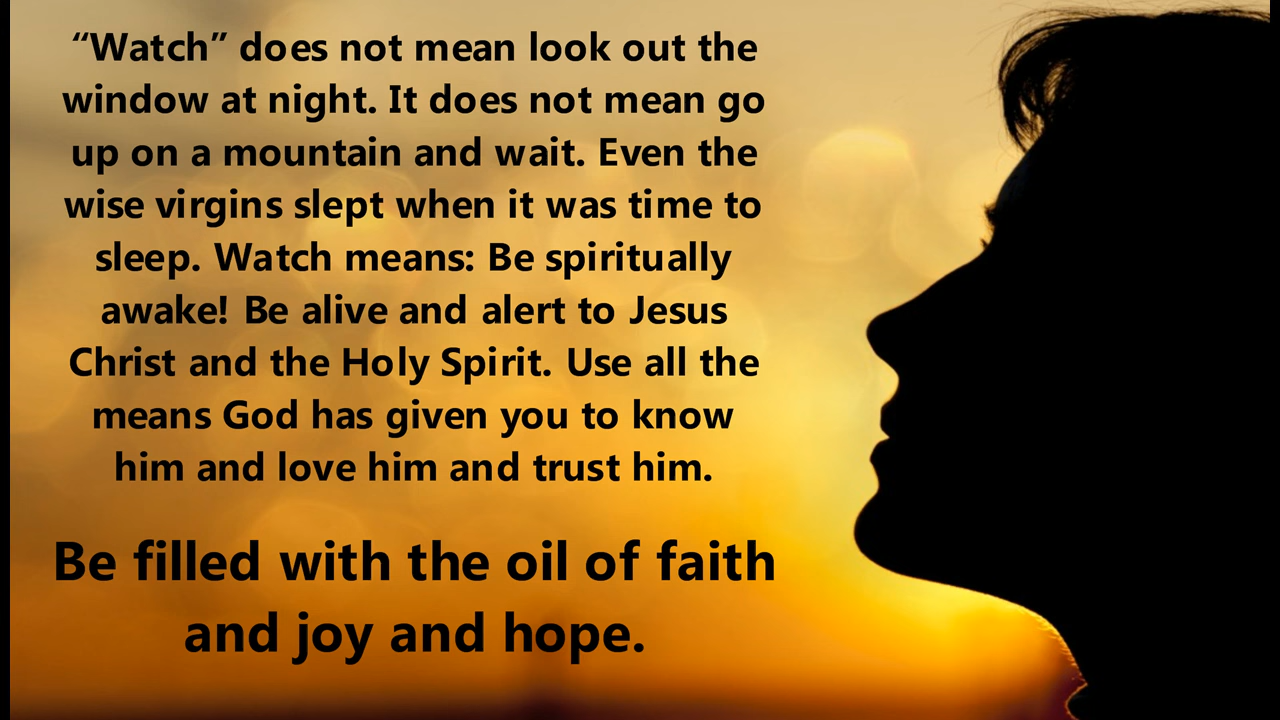 “Watch” does not mean look out the
window at night. It does not mean go
up on a mountain and wait. Even the
wise virgins slept when it was time to
sleep. Watch means: Be spiritually
awake! Be alive and alert to Jesus
Christ and the Holy Spirit. Use all the
means God has given you to know
him and love him and trust him.
Be filled with the oil of faith
and joy and hope.